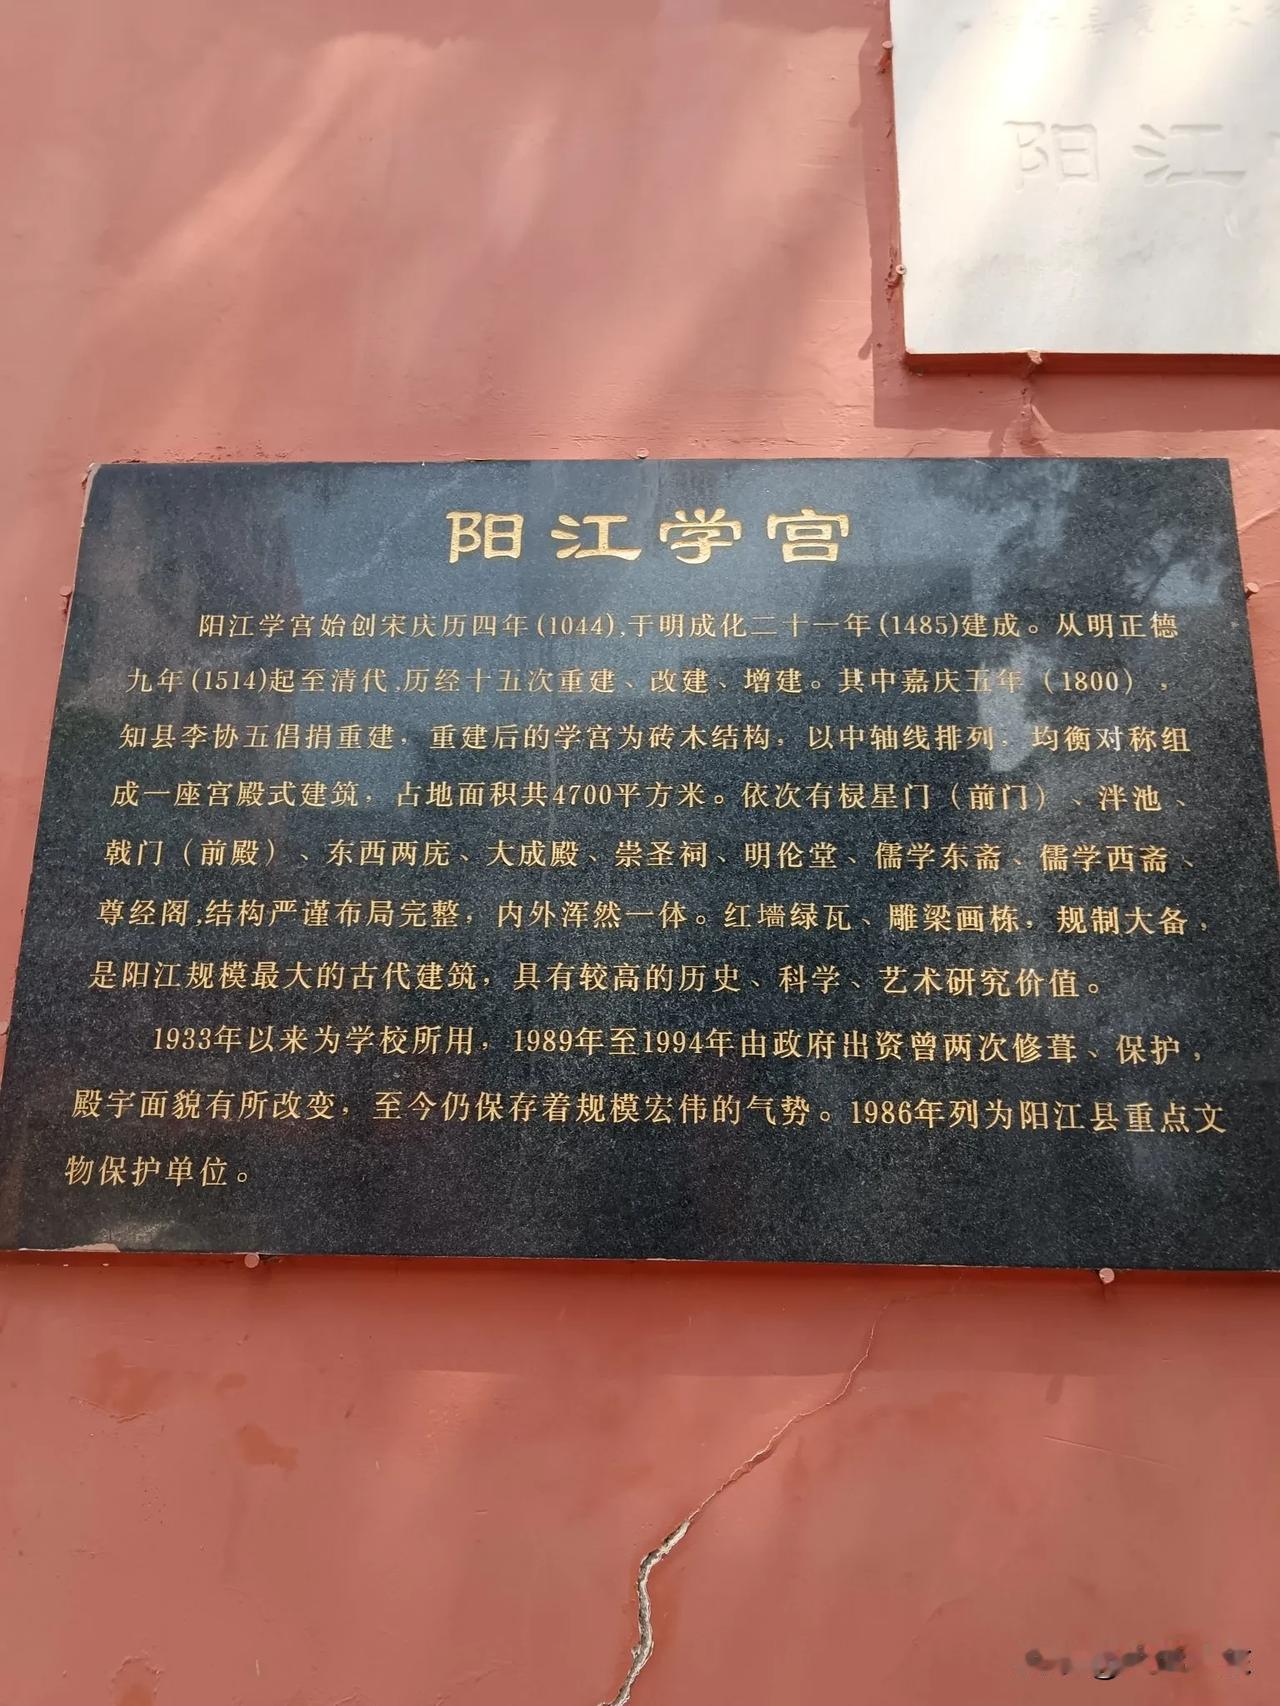 阳江
阳江学宫
阳江学宫始创宋庆历四年(1044),于明成化二十一年(1485)建成。从明正德
九年(1514)起至清代,历经十五次重建、改建、增建。其中嘉庆五年（1800），
知县李协五倡捐重建，重建后的学宫为砖木结构，以中轴线排列，均衡对称组
成一座宫殿式建筑，占地面积共4700平方米。依次有棂星门（前门）、泮池、
戟门（前殿）、东西两庑、大成殿、崇圣祠、明伦堂、儒学东斋、儒学西斋、
尊经阁,结构严谨布局完整，内外浑然一体。红墙绿瓦、雕梁画栋，规制大备，
是阳江规模最大的古代建筑，具有较高的历史、科学、艺术研究价值。
1933年以来为学校所用，1989年至1994年由政府出资曾两次修葺、保护，
殿宇面貌有所改变，至今仍保存着规模宏伟的气势。1986年列为阳江县重点文
物保护单位。